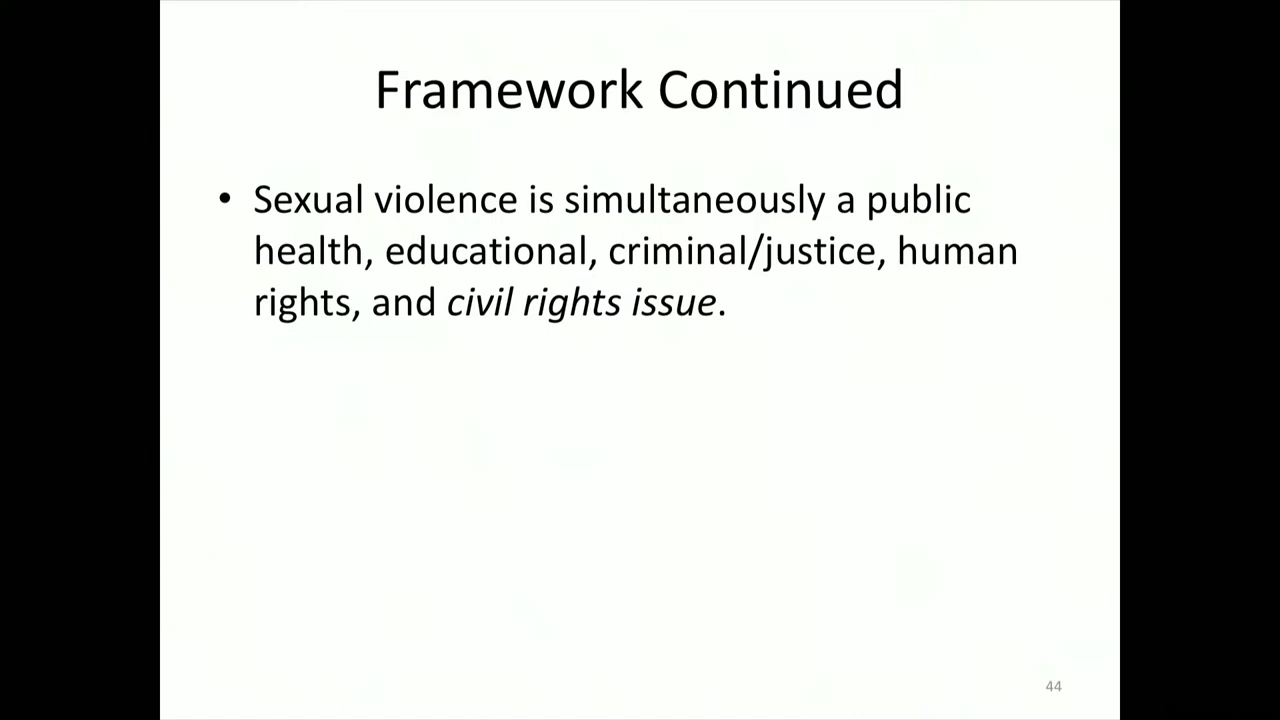 Framework Continued
• Sexual violence is simultaneously a public
health, educational, criminal/justice, human
rights, and civil rights issue.
44